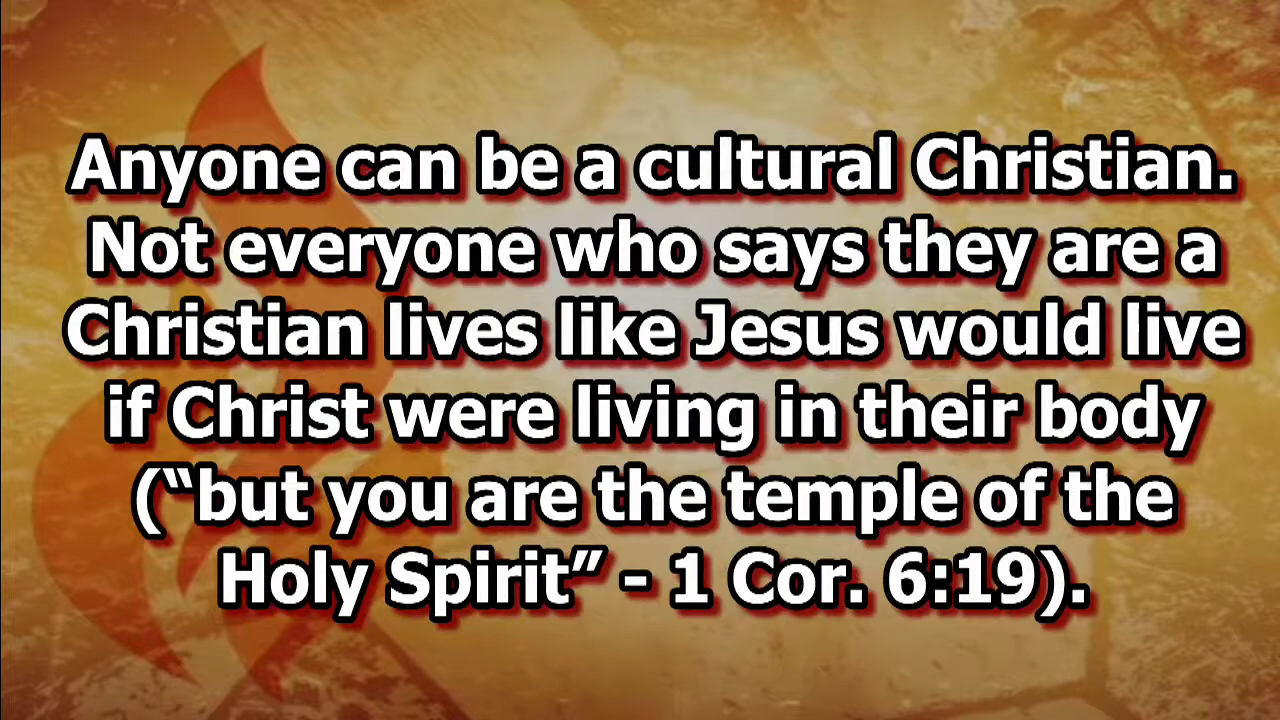 Anyone can be a cultural Christian.
Not everyone who says they are a
Christian lives like Jesus would live
if Christ were living in their body
(“but you are the temple of the
Holy Spirit” - 1 Cor. 6:19).